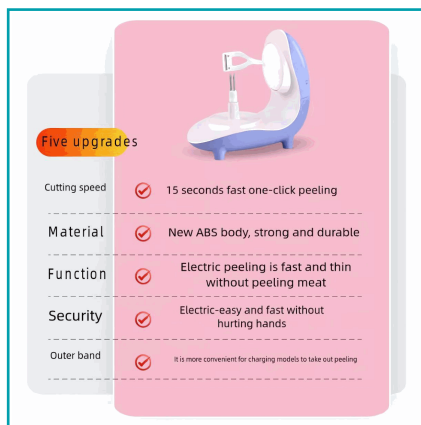 Five upgrades
Cutting speed
15 seconds fast one-click peeling
Material
New ABS body, strong and durable
Function
Electric peeling is fast and thin
without peeling meat
Security
Electric-easy and fast without
hurting hands
Outer band
It is more convenient for charging models to take out peeling